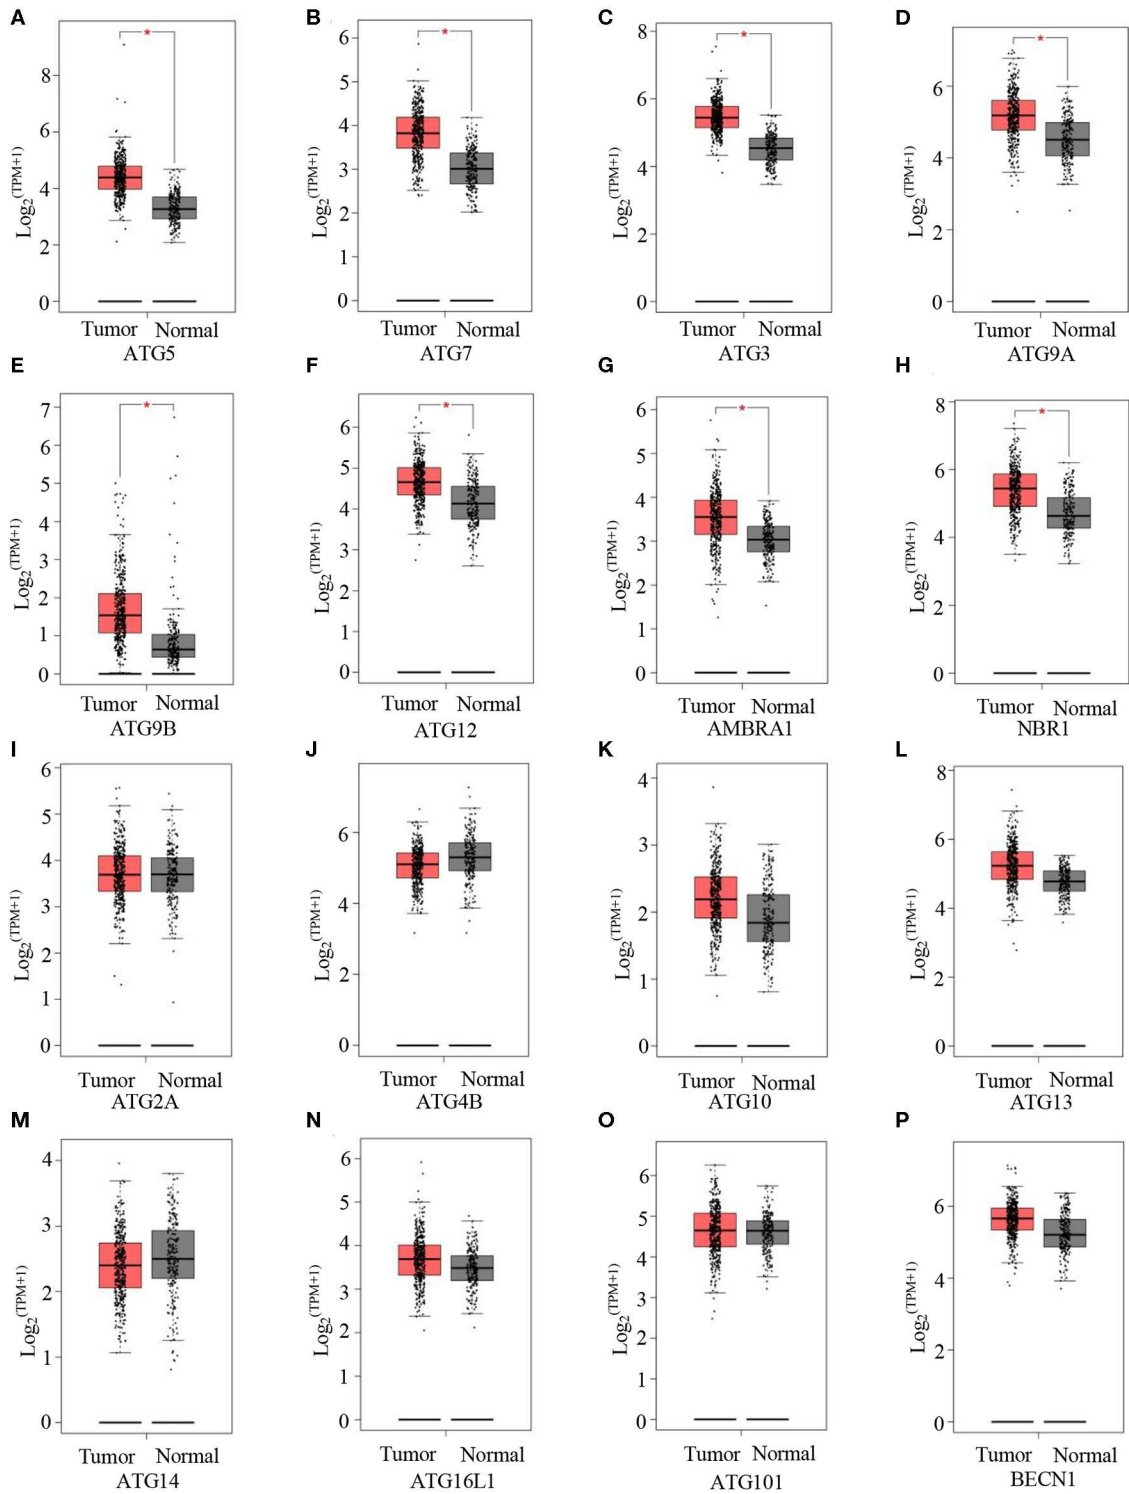 A
*
Log2(TPM+1)
8
6
4
2
0
Tumor Normal
ATG5
B
*
Log2(TPM+1)
6
5
4
3
2
1
0
Tumor Normal
ATG7
C
*
Log2(TPM+1)
8
6
4
2
0
Tumor Normal
ATG3
D
*
Log2(TPM+1)
6
4
2
0
Tumor Normal
ATG9A
E
*
Log2(TPM+1)
7
6
5
4
3
2
1
0
Tumor Normal
ATG9B
F
*
Log2(TPM+1)
6
5
4
3
2
1
0
Tumor Normal
ATG12
G
*
Log2(TPM+1)
6
5
4
3
2
1
0
Tumor Normal
AMBRA1
H
*
Log2(TPM+1)
8
6
4
2
0
Tumor Normal
NBR1
I
Log2(TPM+1)
6
5
4
3
2
1
0
Tumor Normal
ATG2A
J
Log2(TPM+1)
6
4
2
0
Tumor Normal
ATG4B
K
Log2(TPM+1)
4
3
2
1
0
Tumor Normal
ATG10
L
Log2(TPM+1)
8
6
4
2
0
Tumor Normal
ATG13
M
Log2(TPM+1)
4
3
2
1
0
Tumor Normal
ATG14
N
Log2(TPM+1)
6
5
4
3
2
1
0
Tumor Normal
ATG16L1
O
Log2(TPM+1)
6
5
4
3
2
1
0
Tumor Normal
ATG101
P
Log2(TPM+1)
6
4
2
0
Tumor Normal
BECN1